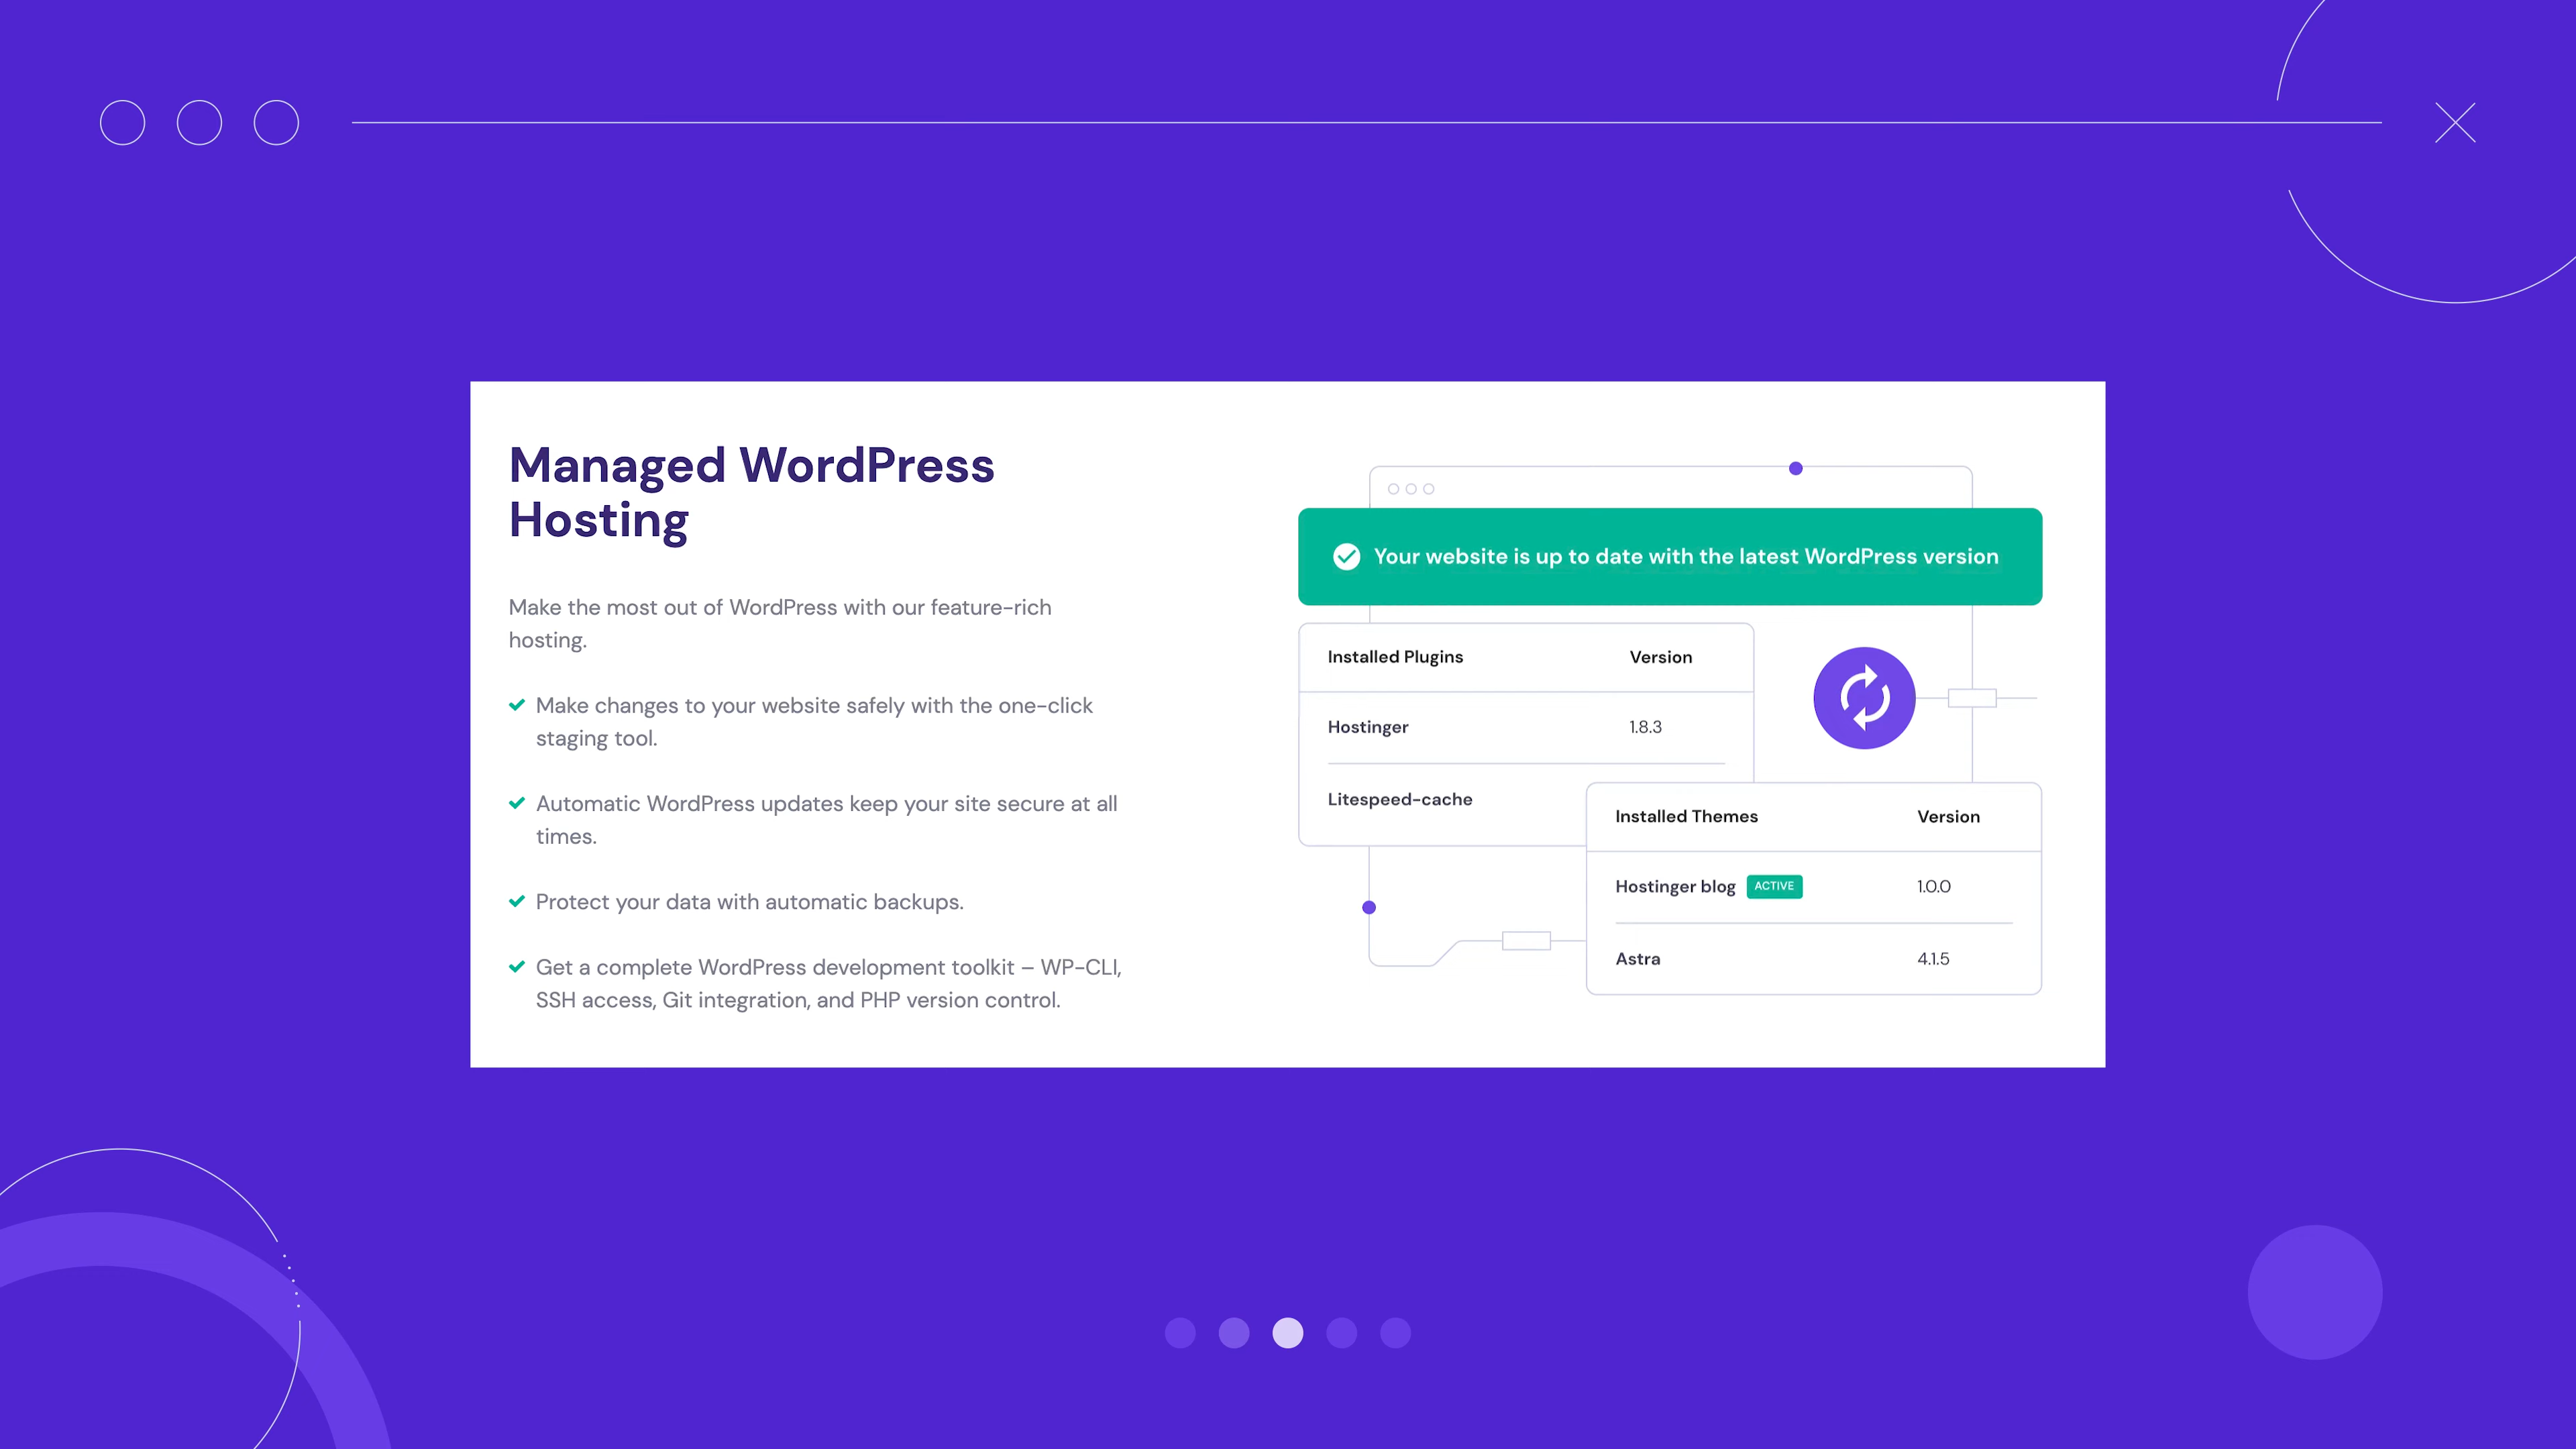 Managed WordPress
Hosting
Make the most out of WordPress with our feature-rich
hosting.
Make changes to your website safely with the one-click
staging tool.
Automatic WordPress updates keep your site secure at all
times.
Protect your data with automatic backups.
Get a complete WordPress development toolkit – WP-CLI,
SSH access, Git integration, and PHP version control.
Your website is up to date with the latest WordPress version
Installed Plugins Version
Hostinger 1.8.3
Litespeed-cache
Installed Themes Version
Hostinger blog ACTIVE 1.0.0
Astra 4.1.5